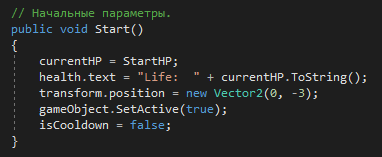 // Начальные параметры.
public void Start()
{
    currentHP = StartHP;
    health.text = "Life:  " + currentHP.ToString();
    transform.position = new Vector2(0, -3);
    gameObject.SetActive(true);
    isCooldown = false;
}